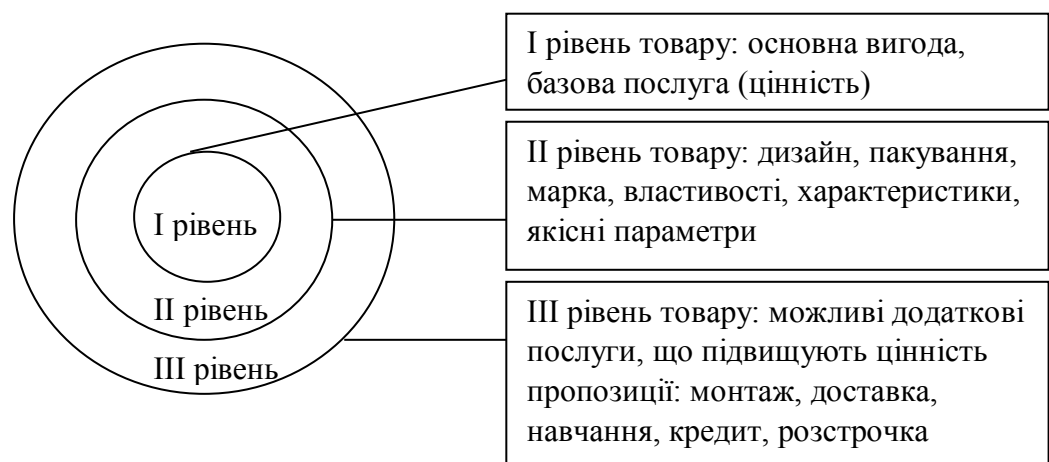 І рівень
ІІ рівень
ІІІ рівень
І рівень товару: основна вигода,
базова послуга (цінність)
ІІ рівень товару: дизайн, пакування,
марка, властивості, характеристики,
якісні параметри
ІІІ рівень товару: можливі додаткові
послуги, що підвищують цінність
пропозиції: монтаж, доставка,
навчання, кредит, розстрочка